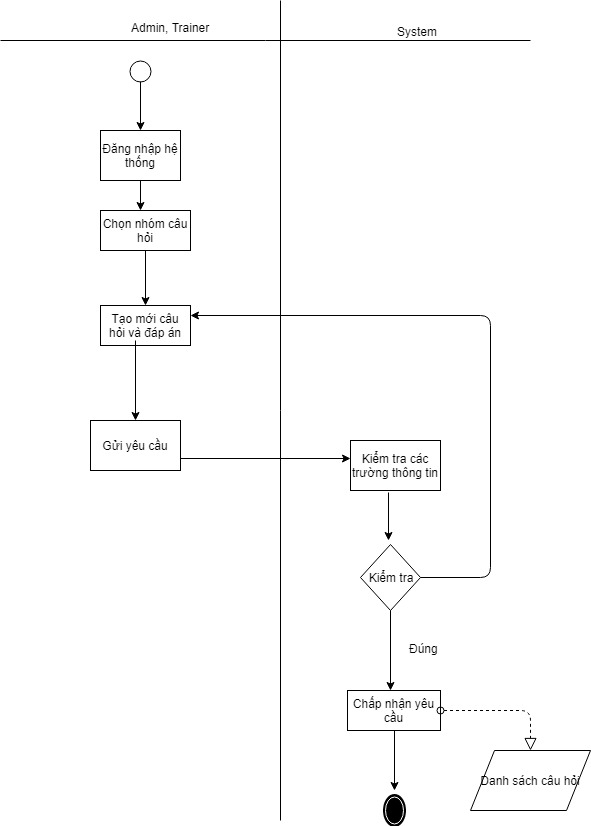 Admin, Trainer
System
Đăng nhập hệ
thống
Chọn nhóm câu
hỏi
Tạo mới câu
hỏi và đáp án
Gửi yêu cầu
Kiểm tra các
trường thông tin
Kiểm tra
Đúng
Chấp nhận yêu
cầu
Danh sách câu hỏi